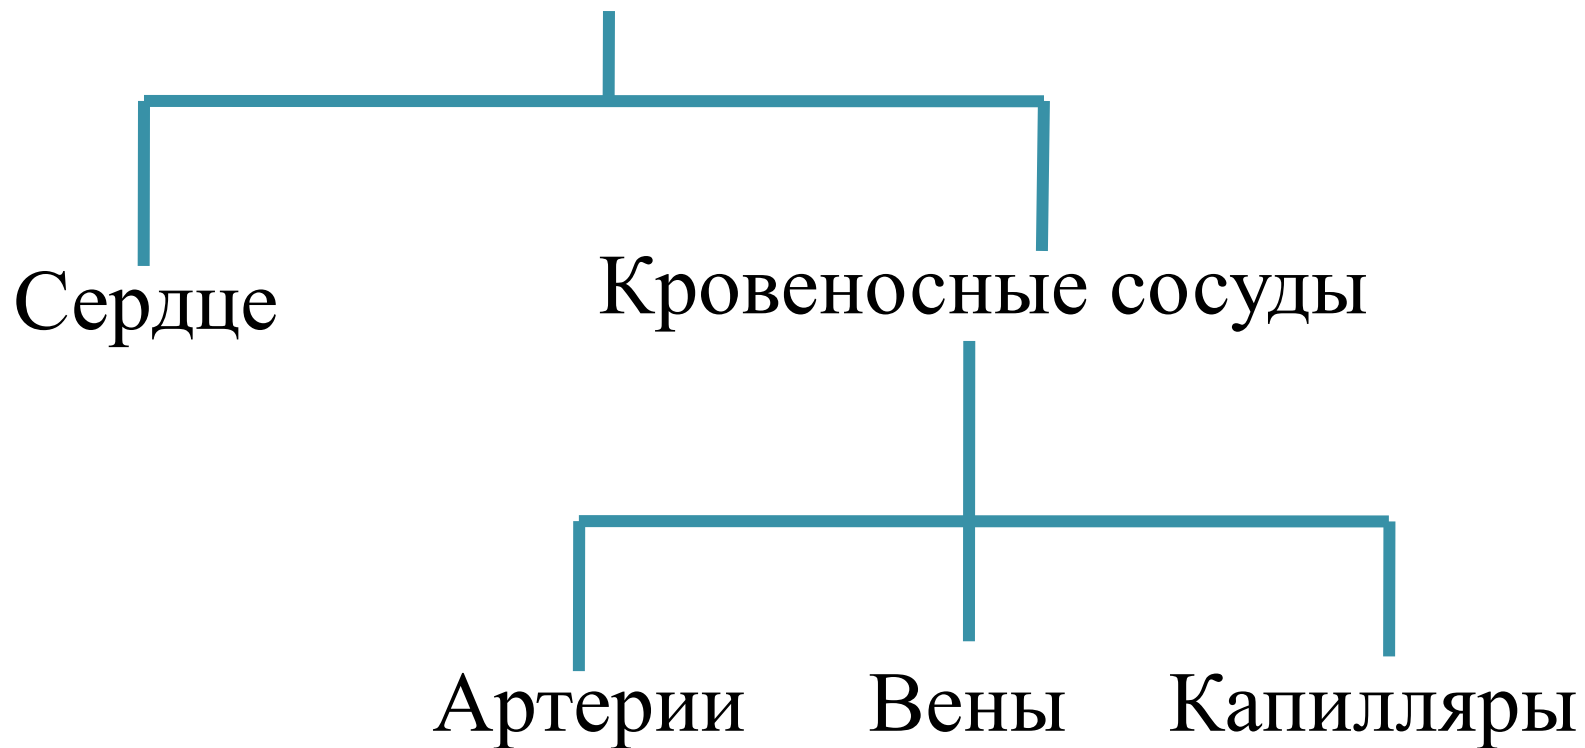 Сердце
Кровеносные сосуды
Артерии
Вены
Капилляры